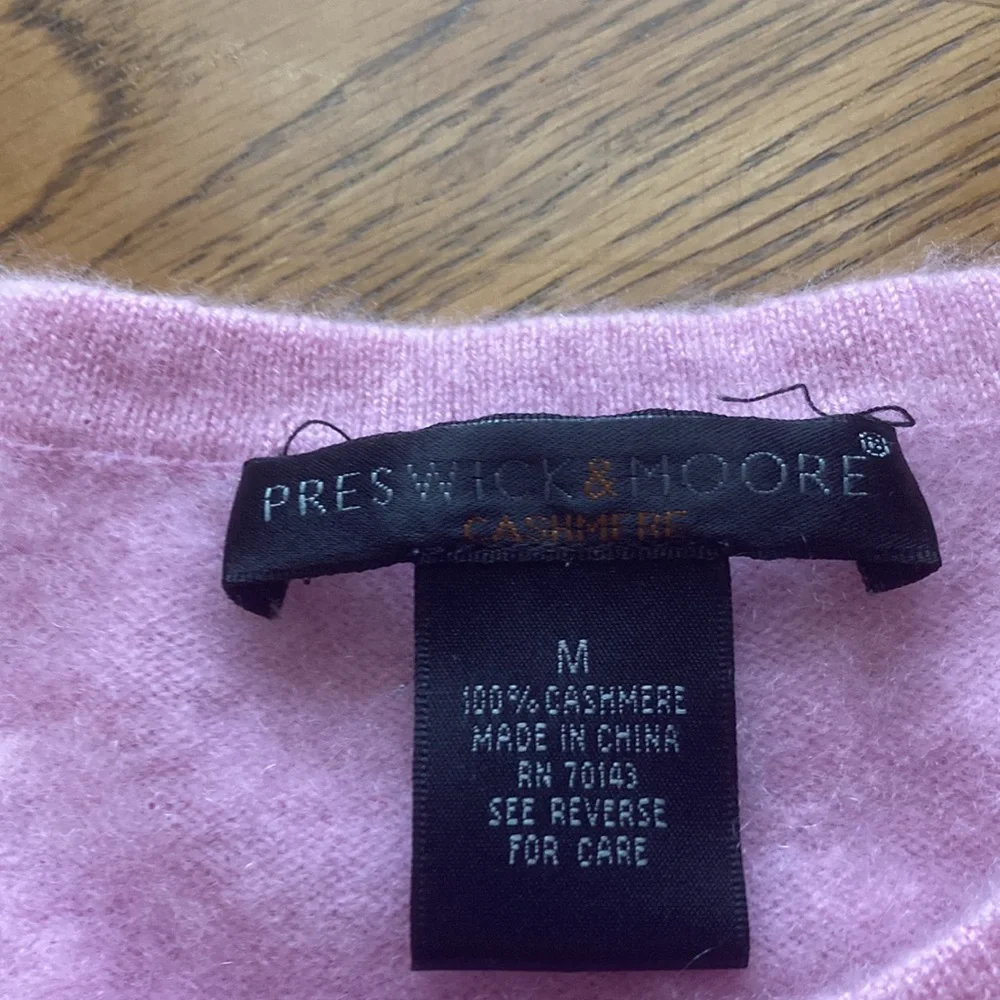 PRESWICK & MOORE®
CASHMERE
M
100% CASHMERE
MADE IN CHINA
RN 70143
SEE REVERSE
FOR CARE